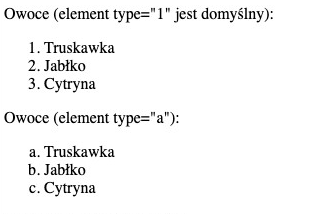 Owoce (element type="1" jest domyślny):
1. Truskawka
2. Jabłko
3. Cytryna
Owoce (element type="a"):
a. Truskawka
b. Jabłko
c. Cytryna